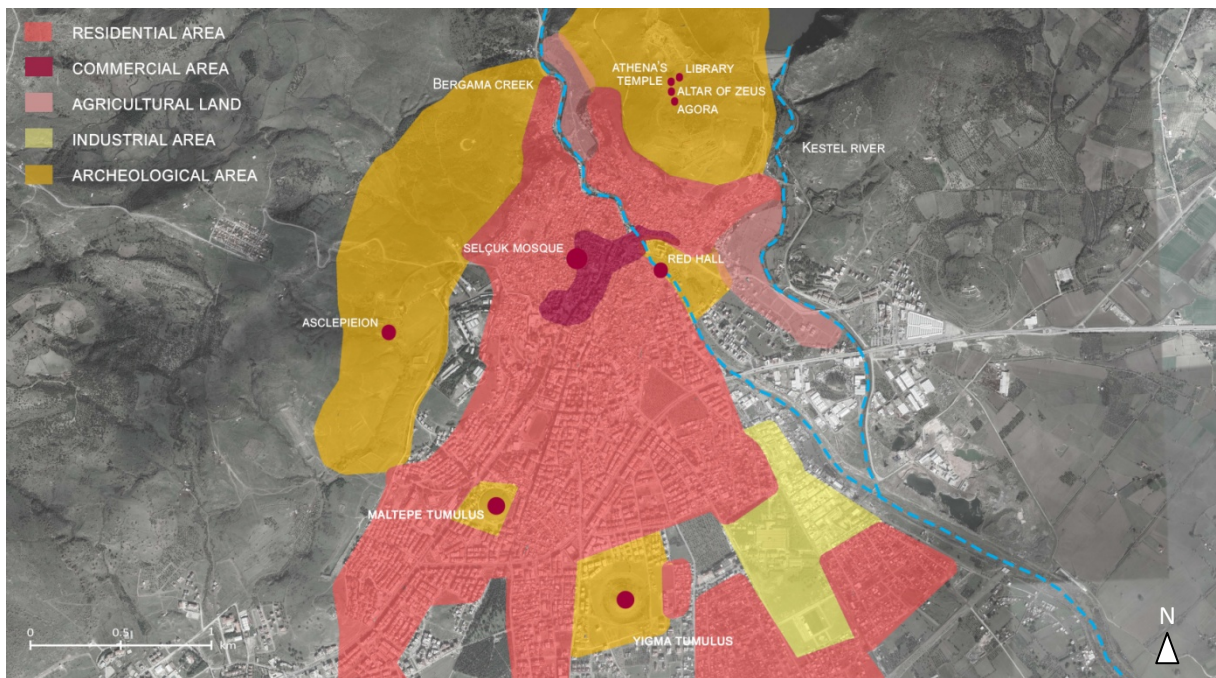 RESIDENTIAL AREA
COMMERCIAL AREA
AGRICULTURAL LAND
INDUSTRIAL AREA
ARCHEOLOGICAL AREA
BERGAMA CREEK
ATHENA'S
TEMPLE
LIBRARY
ALTAR OF ZEUS
AGORA
KESTEL RIVER
SELÇUK MOSQUE
RED HALL
ASCLEPIEION
MALTEPE TUMULUS
YIGMA TUMULUS
0 0.5 1
km
N